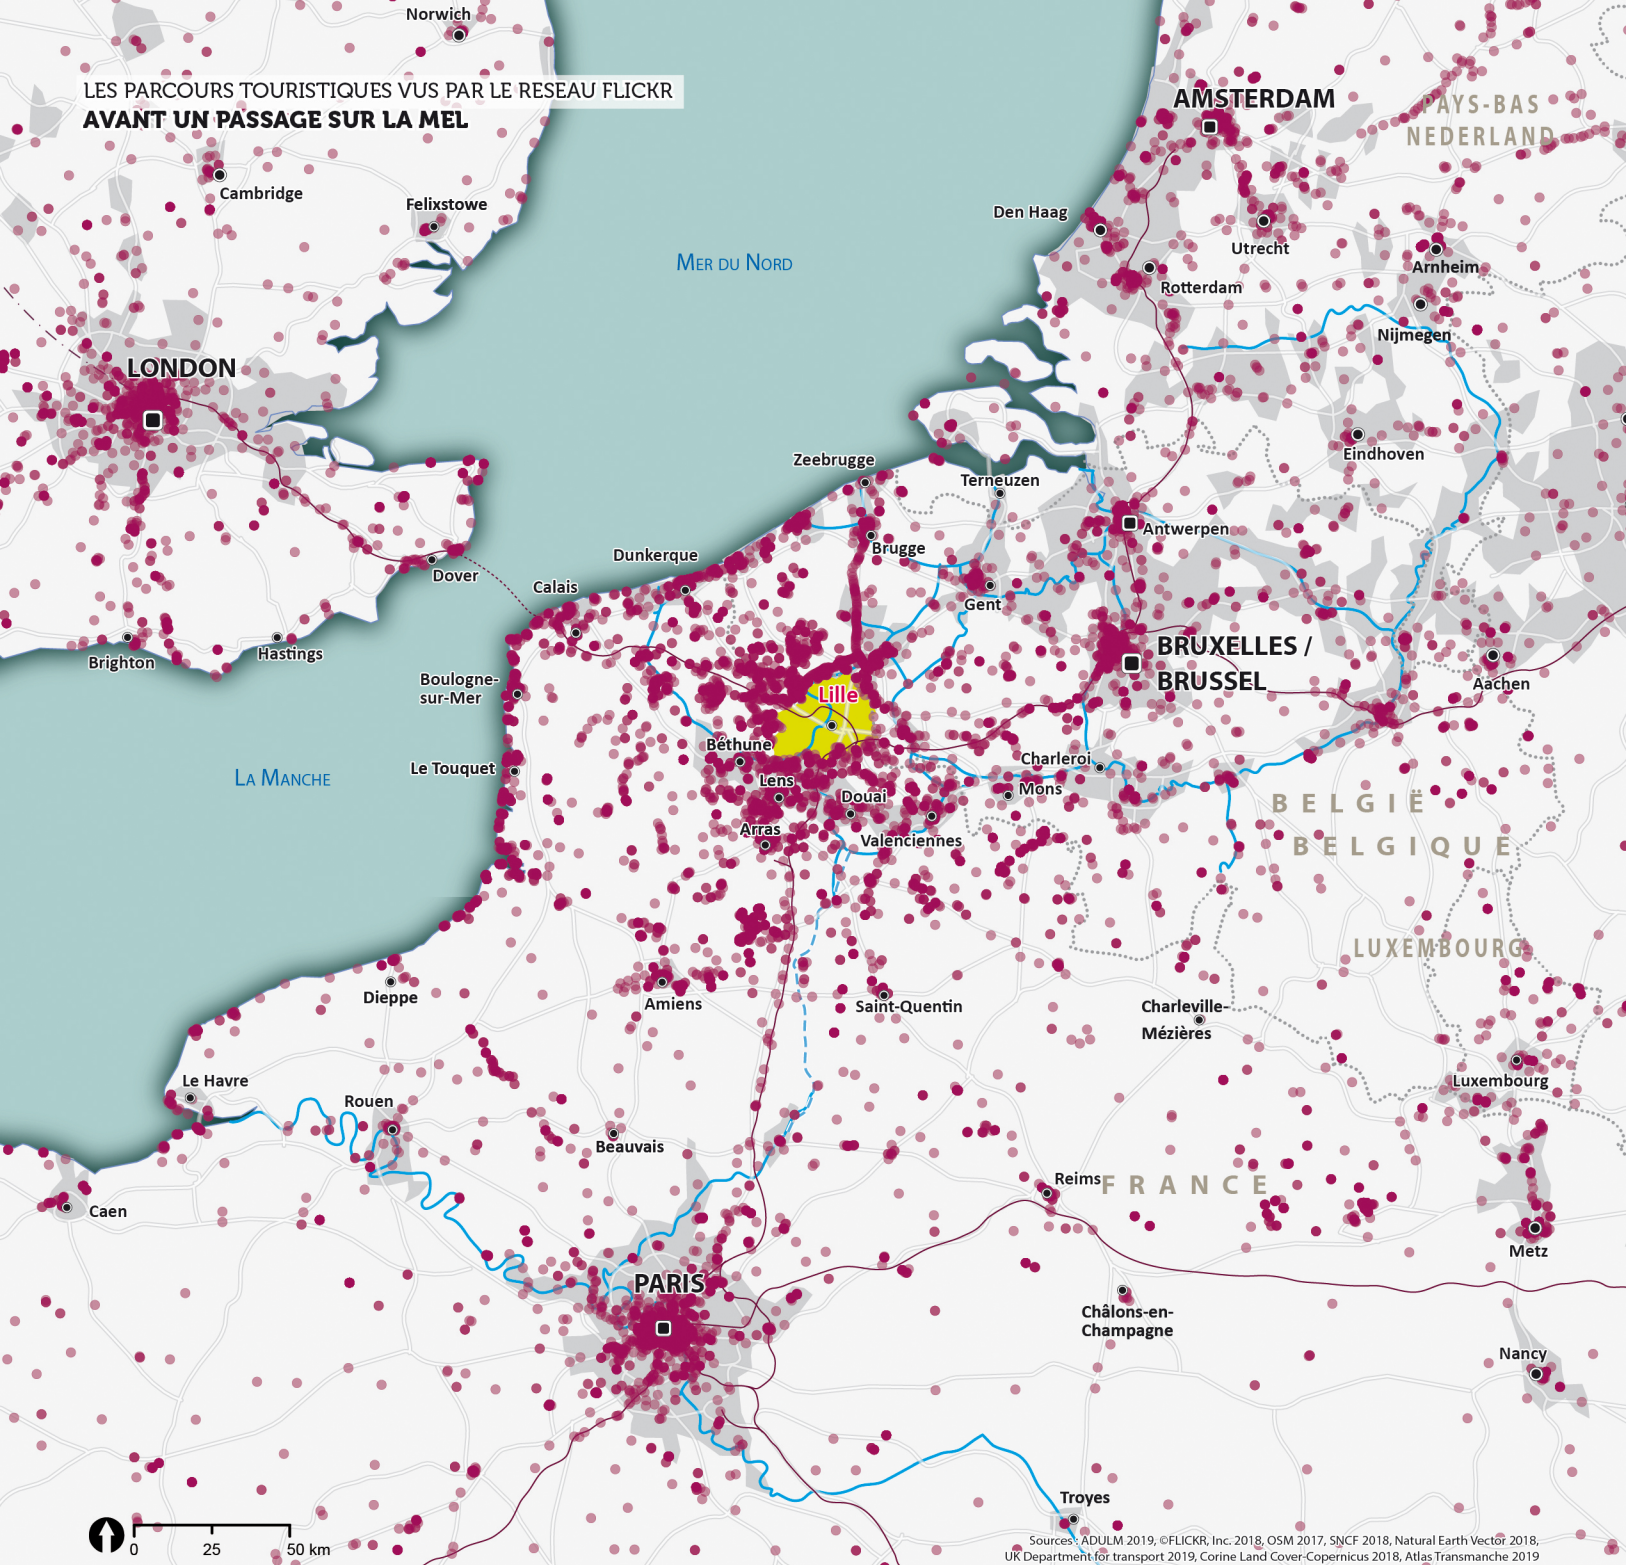 Norwich
LES PARCOURS TOURISTIQUES VUS PAR LE RESEAU FLICKR
AVANT UN PASSAGE SUR LA MEL
AMSTERDAM
PAYS-BAS
NEDERLAND
Cambridge
Felixstowe
Den Haag
Utrecht
Arnheim
MER DU NORD
Rotterdam
Nijmegen
LONDON
Eindhoven
Zeebrugge
Terneuzen
Antwerpen
Brugge
Dunkerque
Dover
Calais
Gent
Brighton
Hastings
BRUXELLES /
BRUSSEL
Aachen
Boulogne-
sur-Mer
Lille
Béthune
Le Touquet
LA MANCHE
Charleroi
Lens
Mons
Douai
BELGIË
Arras
Valenciennes
BELGIQUE
LUXEMBOURG
Dieppe
Amiens
Saint-Quentin
Charleville-
Mézières
Le Havre
Luxembourg
Rouen
Beauvais
Reims
FRANCE
Caen
Metz
PARIS
Châlons-en-
Champagne
Nancy
Troyes
0 25 50 km
Sources : ADULM 2019, ©FLICKR, Inc. 2018, OSM 2017, SNCF 2018, Natural Earth Vector 2018,
UK Department for transport 2019, Corine Land Cover-Copernicus 2018, Atlas Transmanche 2019